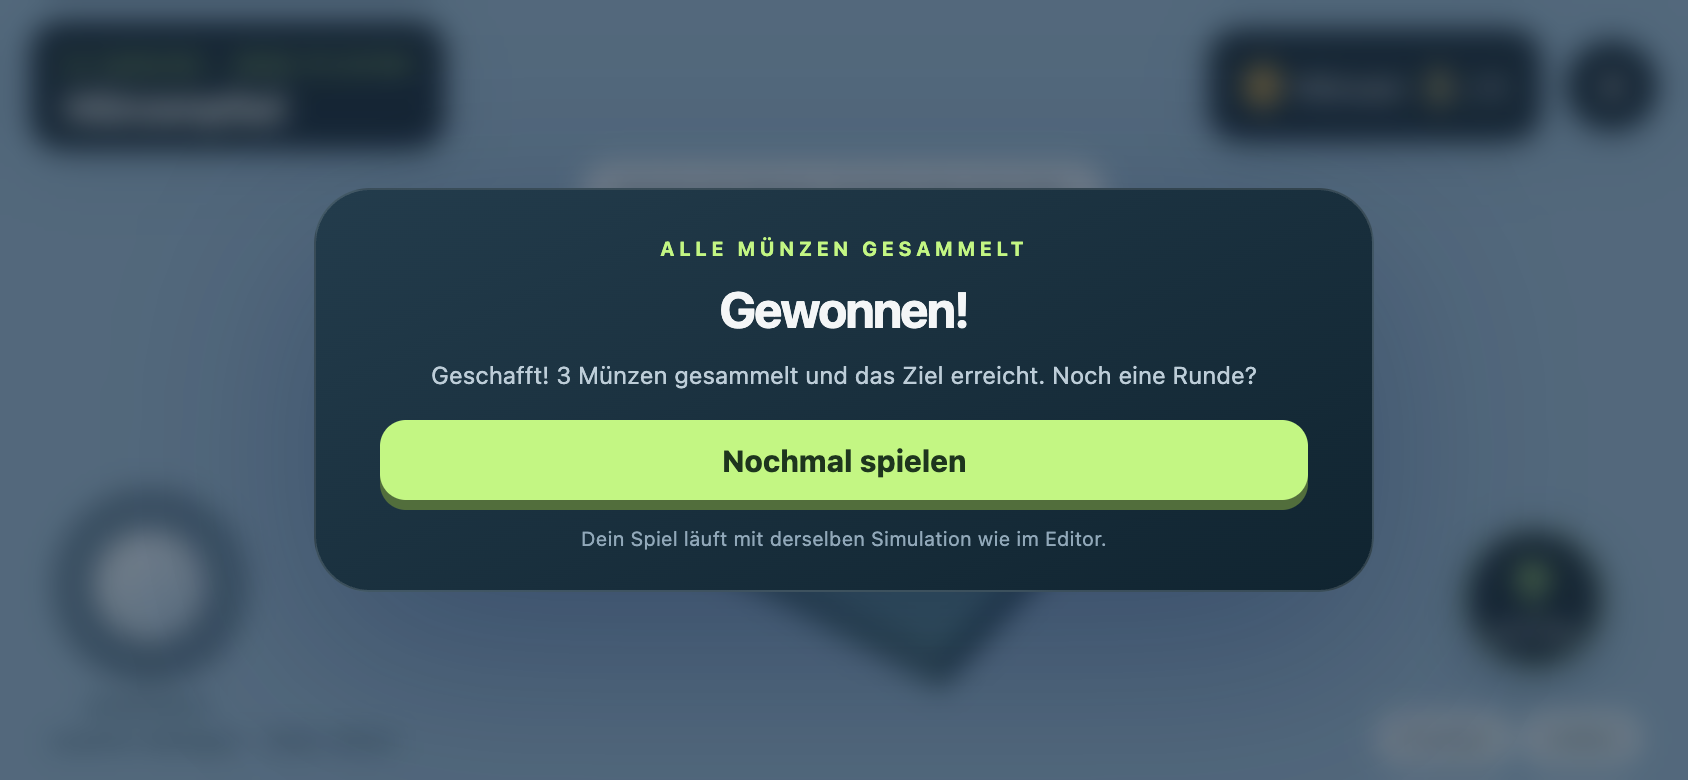 ALLE MÜNZEN GESAMMELT
Gewonnen!
Geschafft! 3 Münzen gesammelt und das Ziel erreicht. Noch eine Runde?
Nochmal spielen
Dein Spiel läuft mit derselben Simulation wie im Editor.